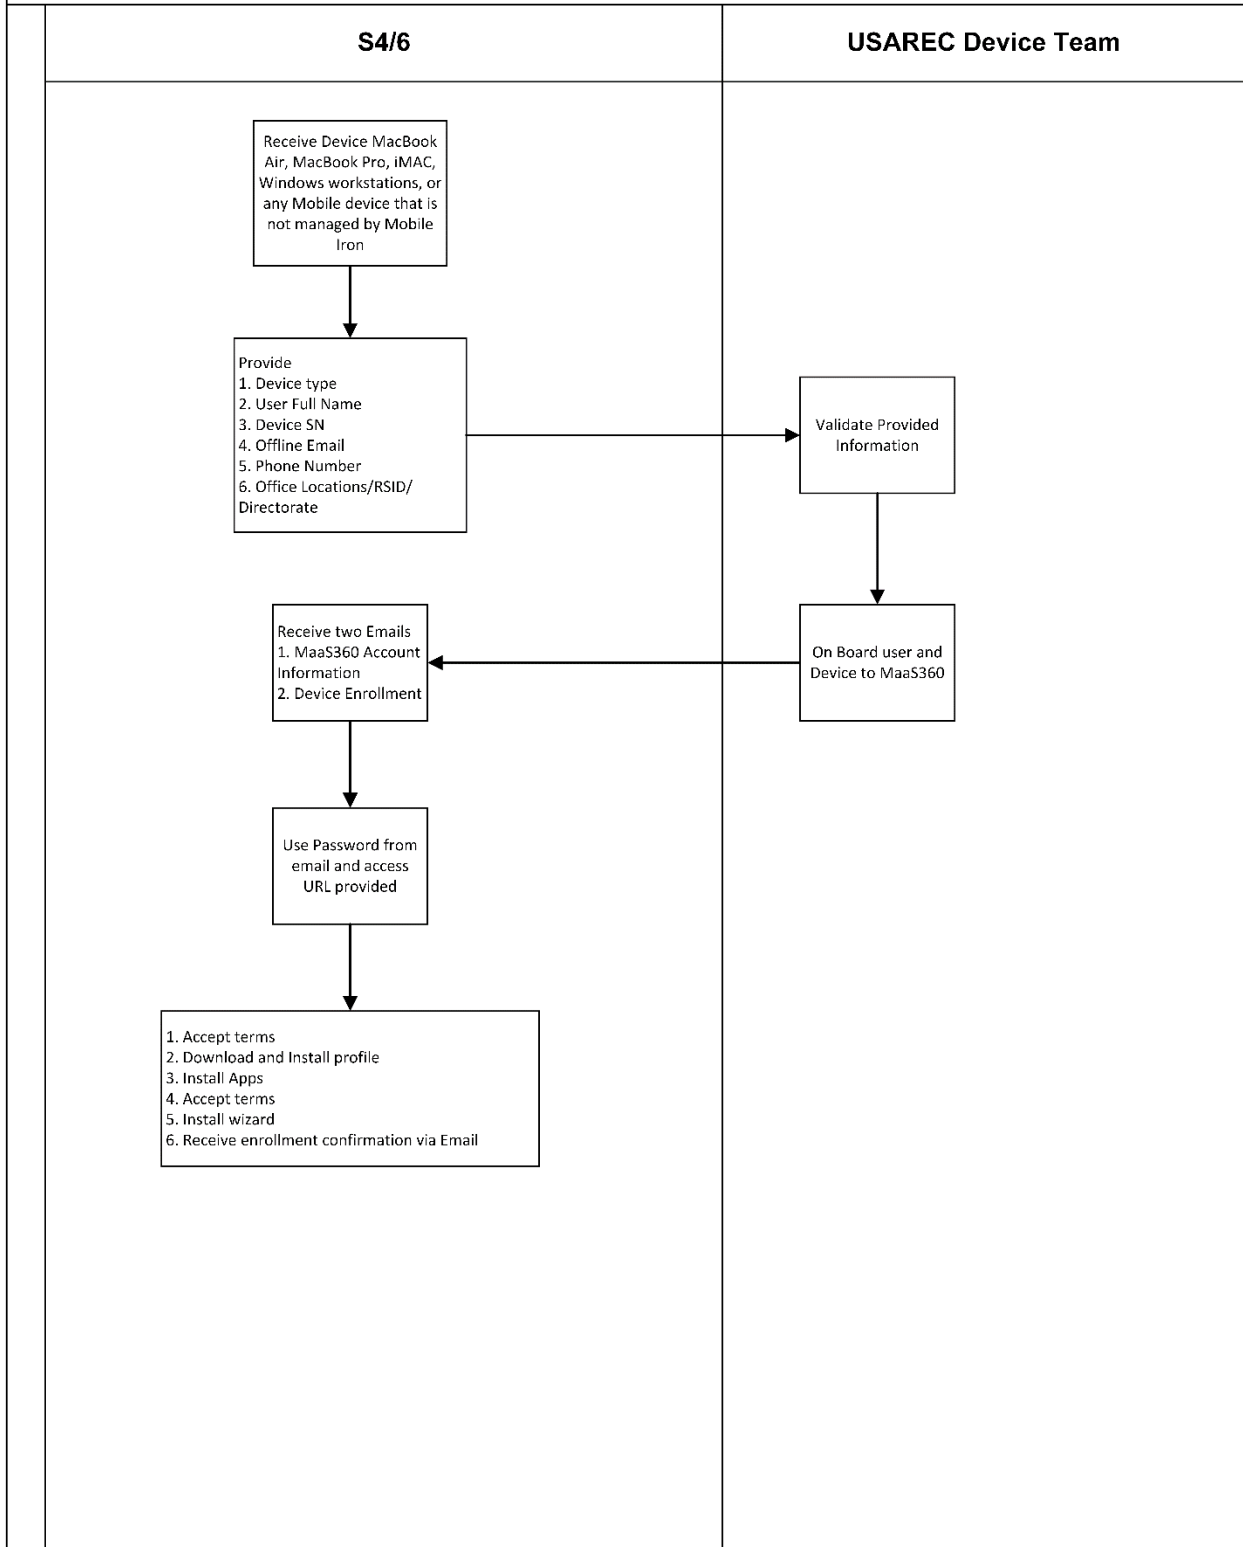 S4/6
USAREC Device Team
Receive Device MacBook
Air, MacBook Pro, iMAC,
Windows workstations, or
any Mobile device that is
not managed by Mobile
Iron
Provide
1. Device type
2. User Full Name
3. Device SN
4. Offline Email
5. Phone Number
6. Office Locations/RSID/
Directorate
Validate Provided
Information
On Board user and
Device to MaaS360
Receive two Emails
1. MaaS360 Account
Information
2. Device Enrollment
Use Password from
email and access
URL provided
1. Accept terms
2. Download and Install profile
3. Install Apps
4. Accept terms
5. Install wizard
6. Receive enrollment confirmation via Email